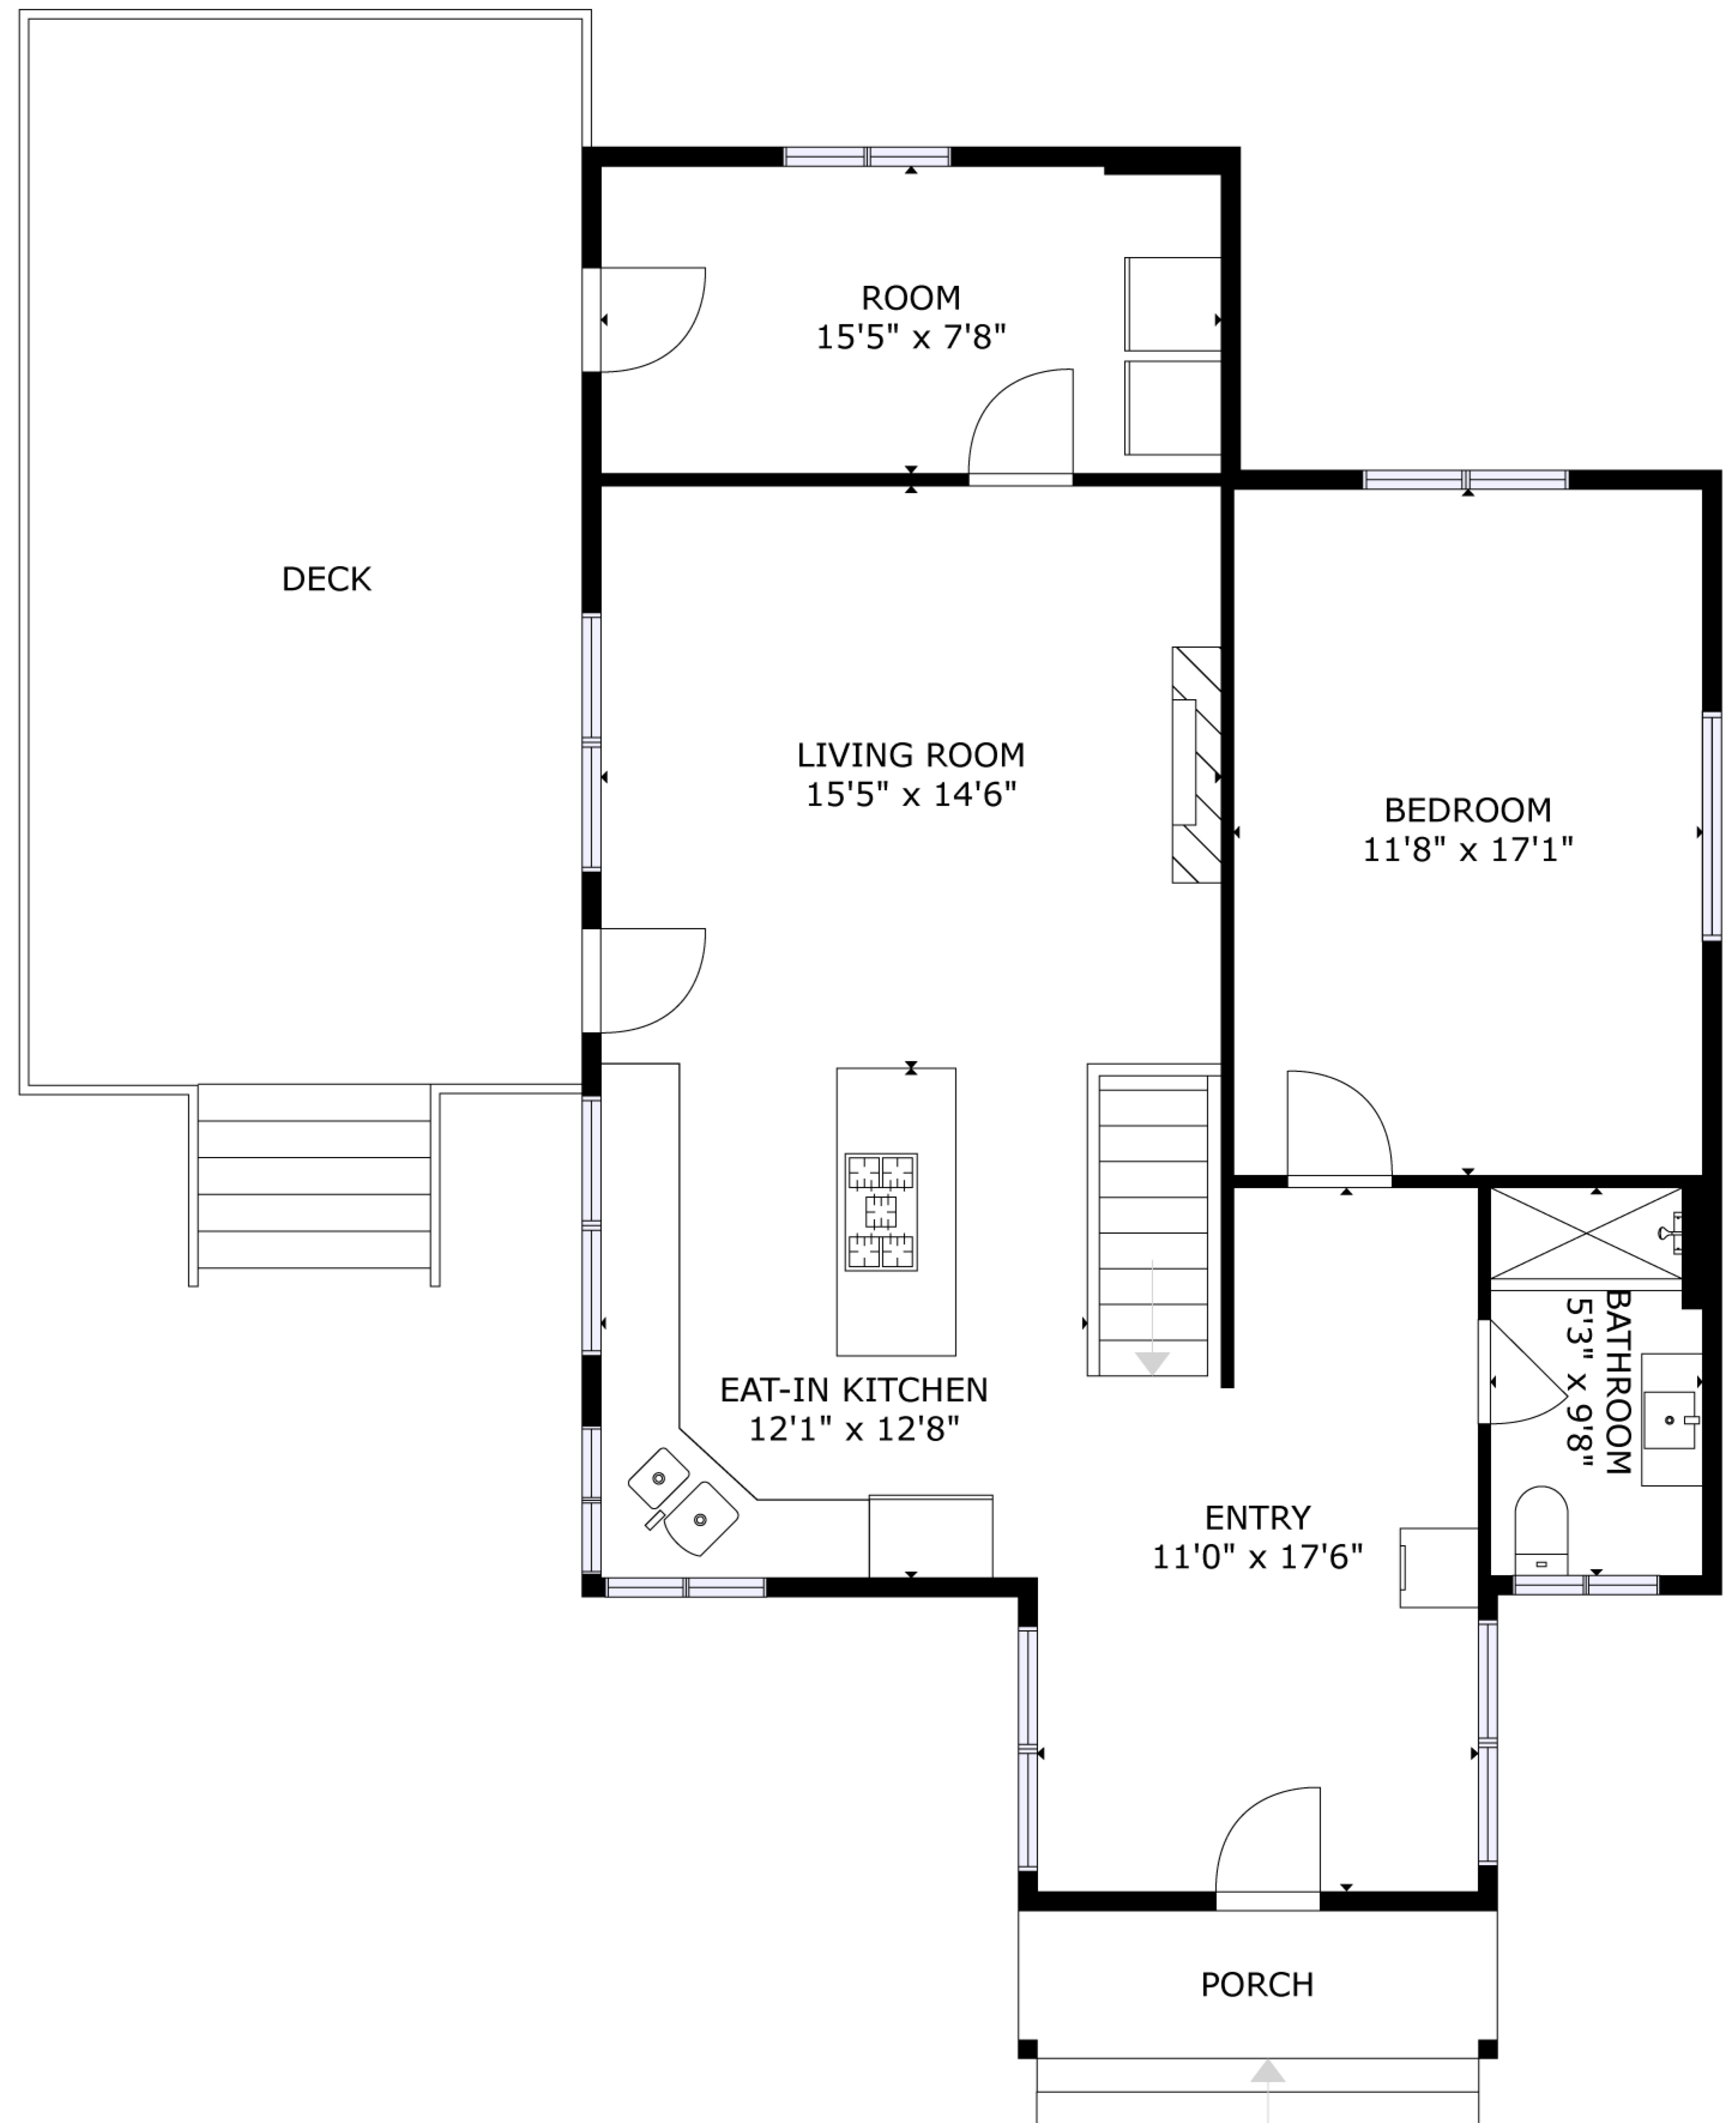 ROOM
15'5" x 7'8"
DECK
LIVING ROOM
15'5" x 14'6"
BEDROOM
11'8" x 17'1"
BATHROOM
5'3" x 9'8"
EAT-IN KITCHEN
12'1" x 12'8"
ENTRY
11'0" x 17'6"
PORCH